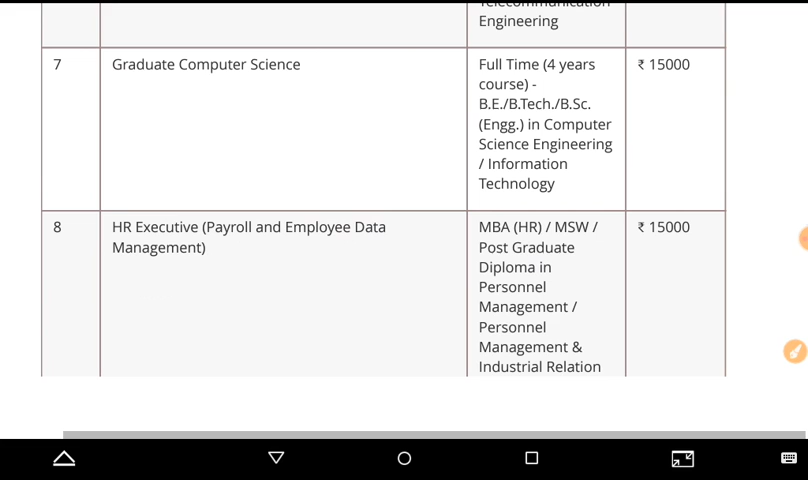 Telecommunication
Engineering
7 Graduate Computer Science Full Time (4 years ₹ 15000
course) -
B.E./B.Tech./B.Sc.
(Engg.) in Computer
Science Engineering
/ Information
Technology
8 HR Executive (Payroll and Employee Data MBA (HR) / MSW / ₹ 15000
Management) Post Graduate
Diploma in
Personnel
Management /
Personnel
Management &
Industrial Relation